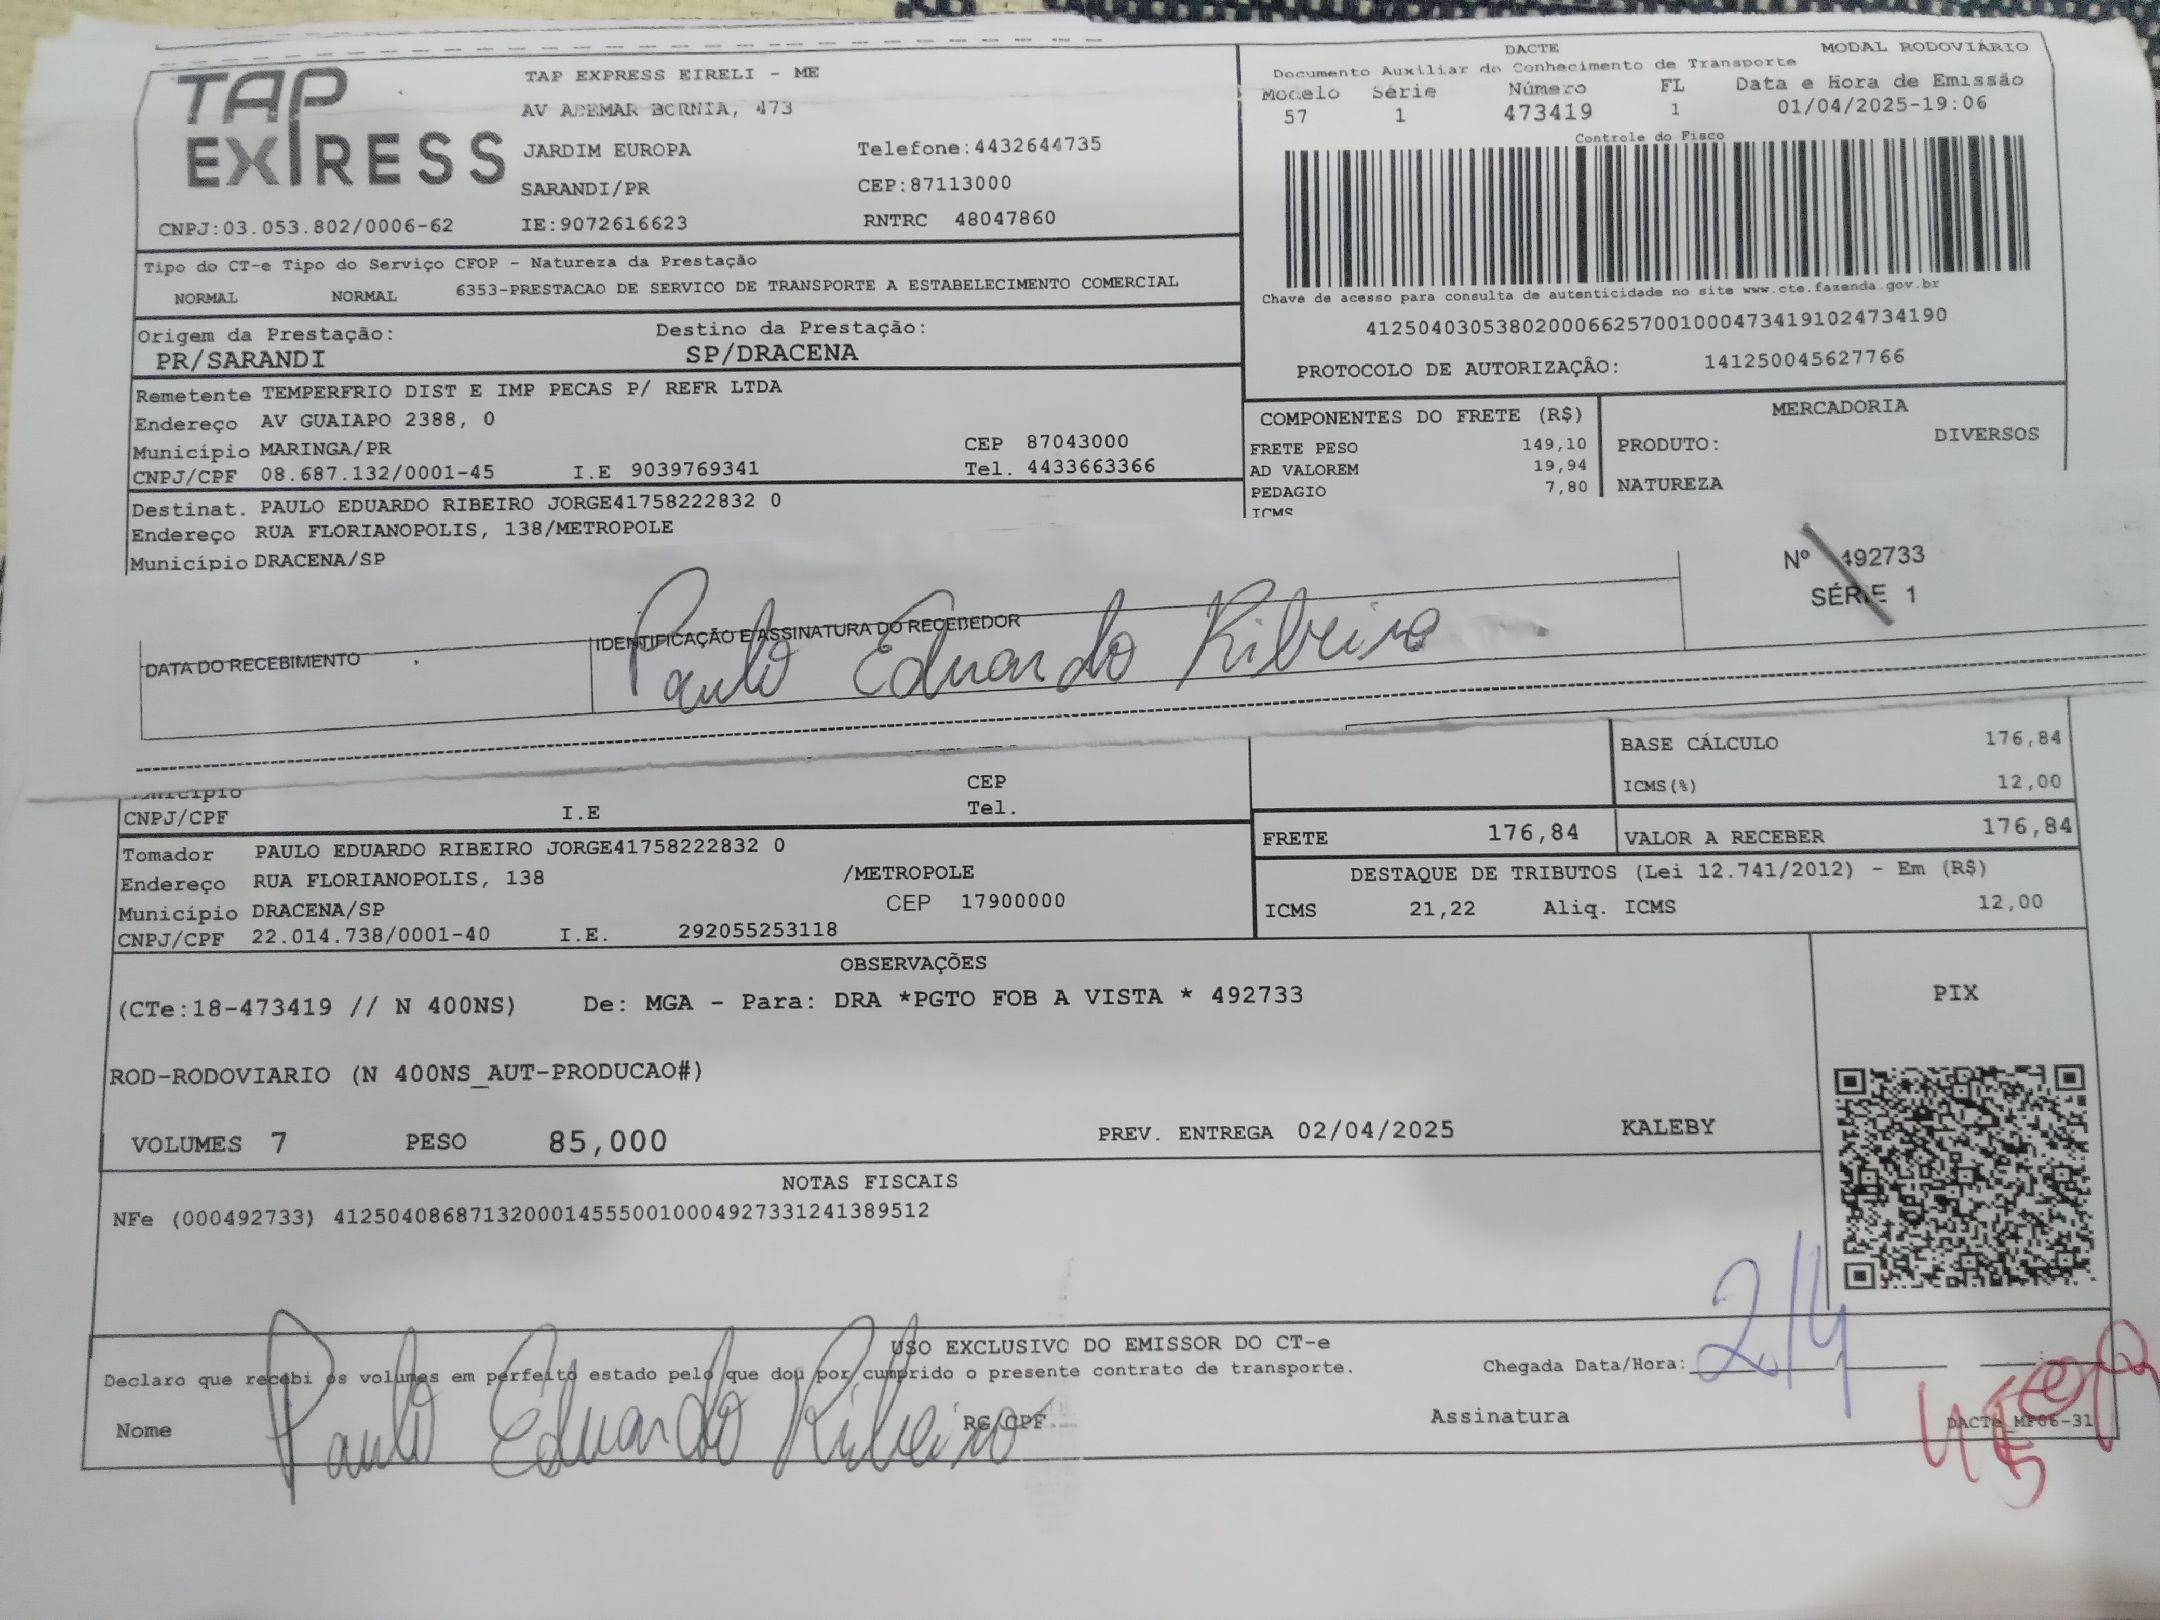 TAP EXPRESS
TAP EXPRESS EIRELI - ME
AV ADEMAR BORNIA, 473
JARDIM EUROPA Telefone:4432644735
SARANDI/PR CEP:87113000
CNPJ:03.053.802/0006-62 IE:9072616623 RNTRC 48047860
DACTE MODAL RODOVIÁRIO
Documento Auxiliar do Conhecimento de Transporte
Modelo Série Número FL Data e Hora de Emissão
57 1 473419 1 01/04/2025-19:06
Controle do Fisco
Chave de acesso para consulta de autenticidade no site www.cte.fazenda.gov.br
41250403053802000662570010004734191024734190
PROTOCOLO DE AUTORIZAÇÃO: 141250045627766
Tipo do CT-e Tipo do Serviço CFOP - Natureza da Prestação
NORMAL NORMAL 6353-PRESTACAO DE SERVICO DE TRANSPORTE A ESTABELECIMENTO COMERCIAL
Origem da Prestação: Destino da Prestação:
PR/SARANDI SP/DRACENA
Remetente TEMPERFRIO DIST E IMP PECAS P/ REFR LTDA
Endereço AV GUAIAPO 2388, 0
Município MARINGA/PR CEP 87043000
CNPJ/CPF 08.687.132/0001-45 I.E 9039769341 Tel. 4433663366
COMPONENTES DO FRETE (R$) MERCADORIA
FRETE PESO 149,10 PRODUTO: DIVERSOS
AD VALOREM 19,94
PEDAGIO 7,80 NATUREZA
ICMS
Destinat. PAULO EDUARDO RIBEIRO JORGE41758222832 0
Endereço RUA FLORIANOPOLIS, 138/METROPOLE
Município DRACENA/SP
Nº 492733
SÉRIE 1
DATA DO RECEBIMENTO IDENTIFICAÇÃO E ASSINATURA DO RECEBEDOR
Paulo Eduardo Ribeiro
BASE CÁLCULO 176,84
ICMS(%) 12,00
Município CEP
CNPJ/CPF I.E Tel.
FRETE 176,84 VALOR A RECEBER 176,84
Tomador PAULO EDUARDO RIBEIRO JORGE41758222832 0
Endereço RUA FLORIANOPOLIS, 138 /METROPOLE
Município DRACENA/SP CEP 17900000
CNPJ/CPF 22.014.738/0001-40 I.E. 292055253118
DESTAQUE DE TRIBUTOS (Lei 12.741/2012) - Em (R$)
ICMS 21,22 Aliq. ICMS 12,00
OBSERVAÇÕES
(CTe:18-473419 // N 400NS) De: MGA - Para: DRA *PGTO FOB A VISTA * 492733
PIX
ROD-RODOVIARIO (N 400NS_AUT-PRODUCAO#)
VOLUMES 7 PESO 85,000 PREV. ENTREGA 02/04/2025 KALEBY
NOTAS FISCAIS
NFe (000492733) 41250408687132000145550010004927331241389512
USO EXCLUSIVO DO EMISSOR DO CT-e
Declaro que recebi os volumes em perfeito estado pelo que dou por cumprido o presente contrato de transporte. Chegada Data/Hora: 2/4
Nome Paulo Eduardo Ribeiro RG/CPF Assinatura
DACTe_MF06-31